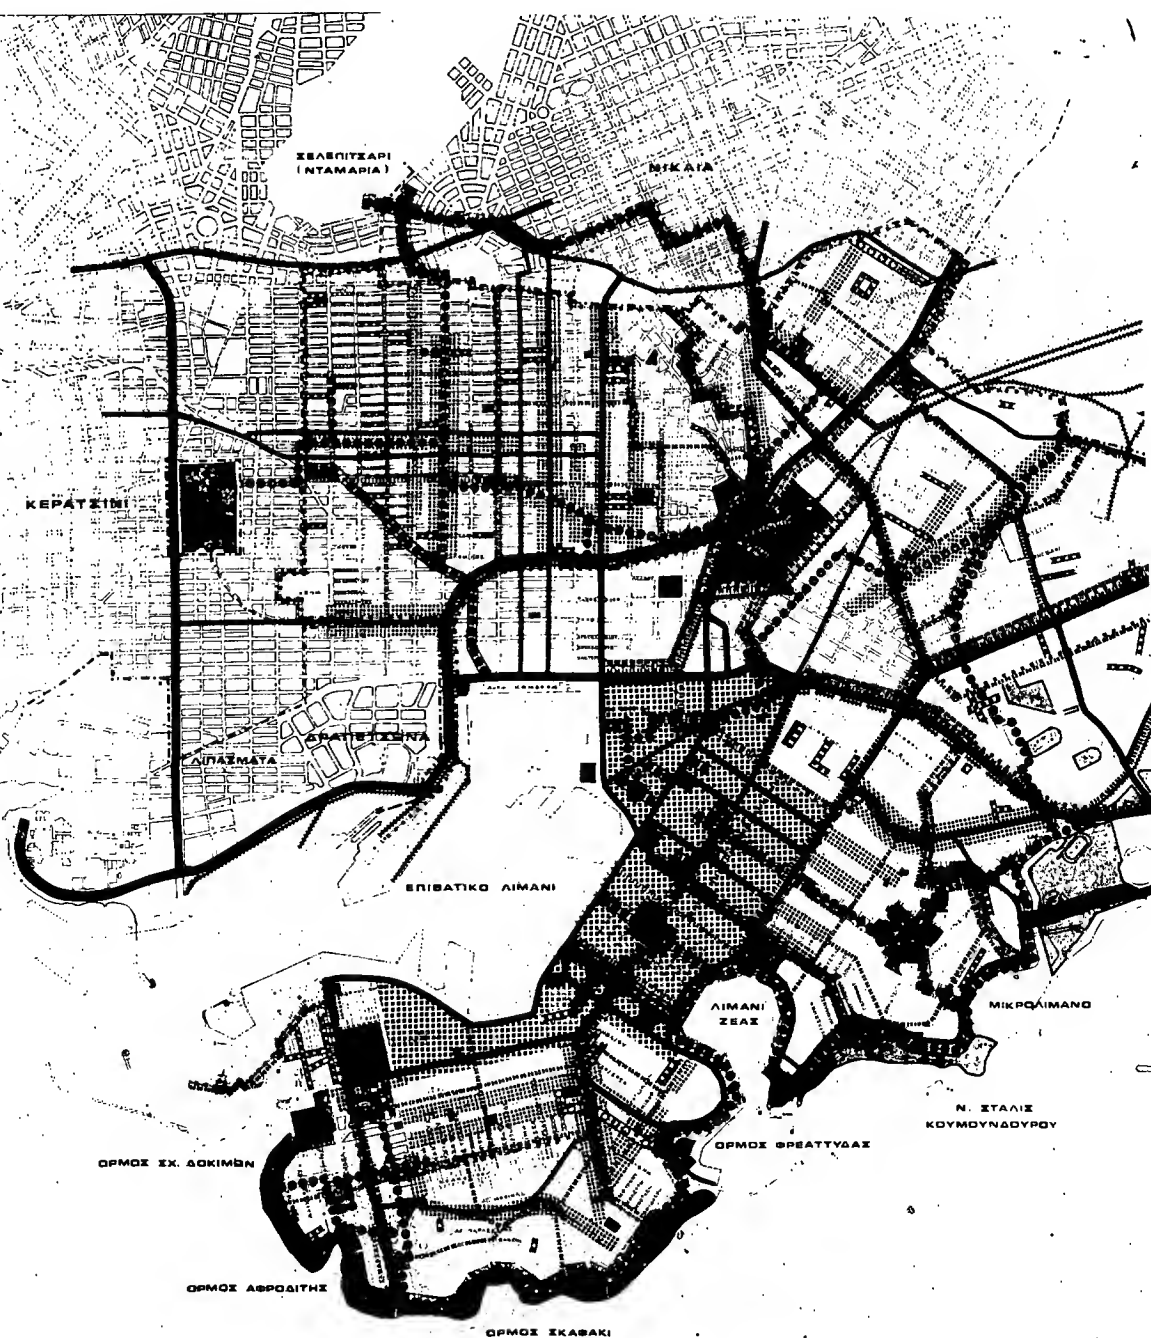 ΣΕΛΕΠΙΤΣΑΡΙ
(ΝΤΑΜΑΡΙΑ)
ΝΙΚΑΙΑ
ΚΕΡΑΤΣΙΝΙ
ΔΡΑΠΕΤΣΩΝΑ
ΛΙΠΑΣΜΑΤΑ
ΕΠΙΒΑΤΙΚΟ ΛΙΜΑΝΙ
ΛΙΜΑΝΙ
ΖΕΑΣ
ΜΙΚΡΟΛΙΜΑΝΟ
Ν. ΣΤΑΛΙΣ
ΚΟΥΜΟΥΝΔΟΥΡΟΥ
ΟΡΜΟΣ ΦΡΕΑΤΤΥΔΑΣ
ΟΡΜΟΣ ΣΧ. ΔΟΚΙΜΩΝ
ΟΡΜΟΣ ΑΦΡΟΔΙΤΗΣ
ΟΡΜΟΣ ΣΚΑΦΑΚΙ